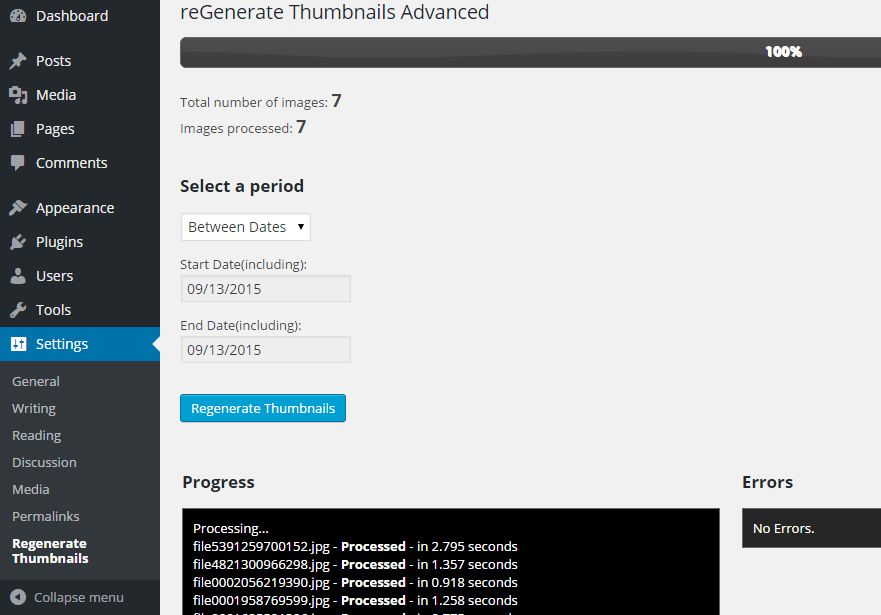 Dashboard
Posts
Media
Pages
Comments
Appearance
Plugins
Users
Tools
Settings
General
Writing
Reading
Discussion
Media
Permalinks
Regenerate
Thumbnails
Collapse menu
reGenerate Thumbnails Advanced
100%
Total number of images: 7
Images processed: 7
Select a period
Between Dates
Start Date(including):
09/13/2015
End Date(including):
09/13/2015
Regenerate Thumbnails
Progress
Processing...
file5391259700152.jpg - Processed - in 2.795 seconds
file4821300966298.jpg - Processed - in 1.357 seconds
file0002056219390.jpg - Processed - in 0.918 seconds
file0001958769599.jpg - Processed - in 1.258 seconds
Errors
No Errors.